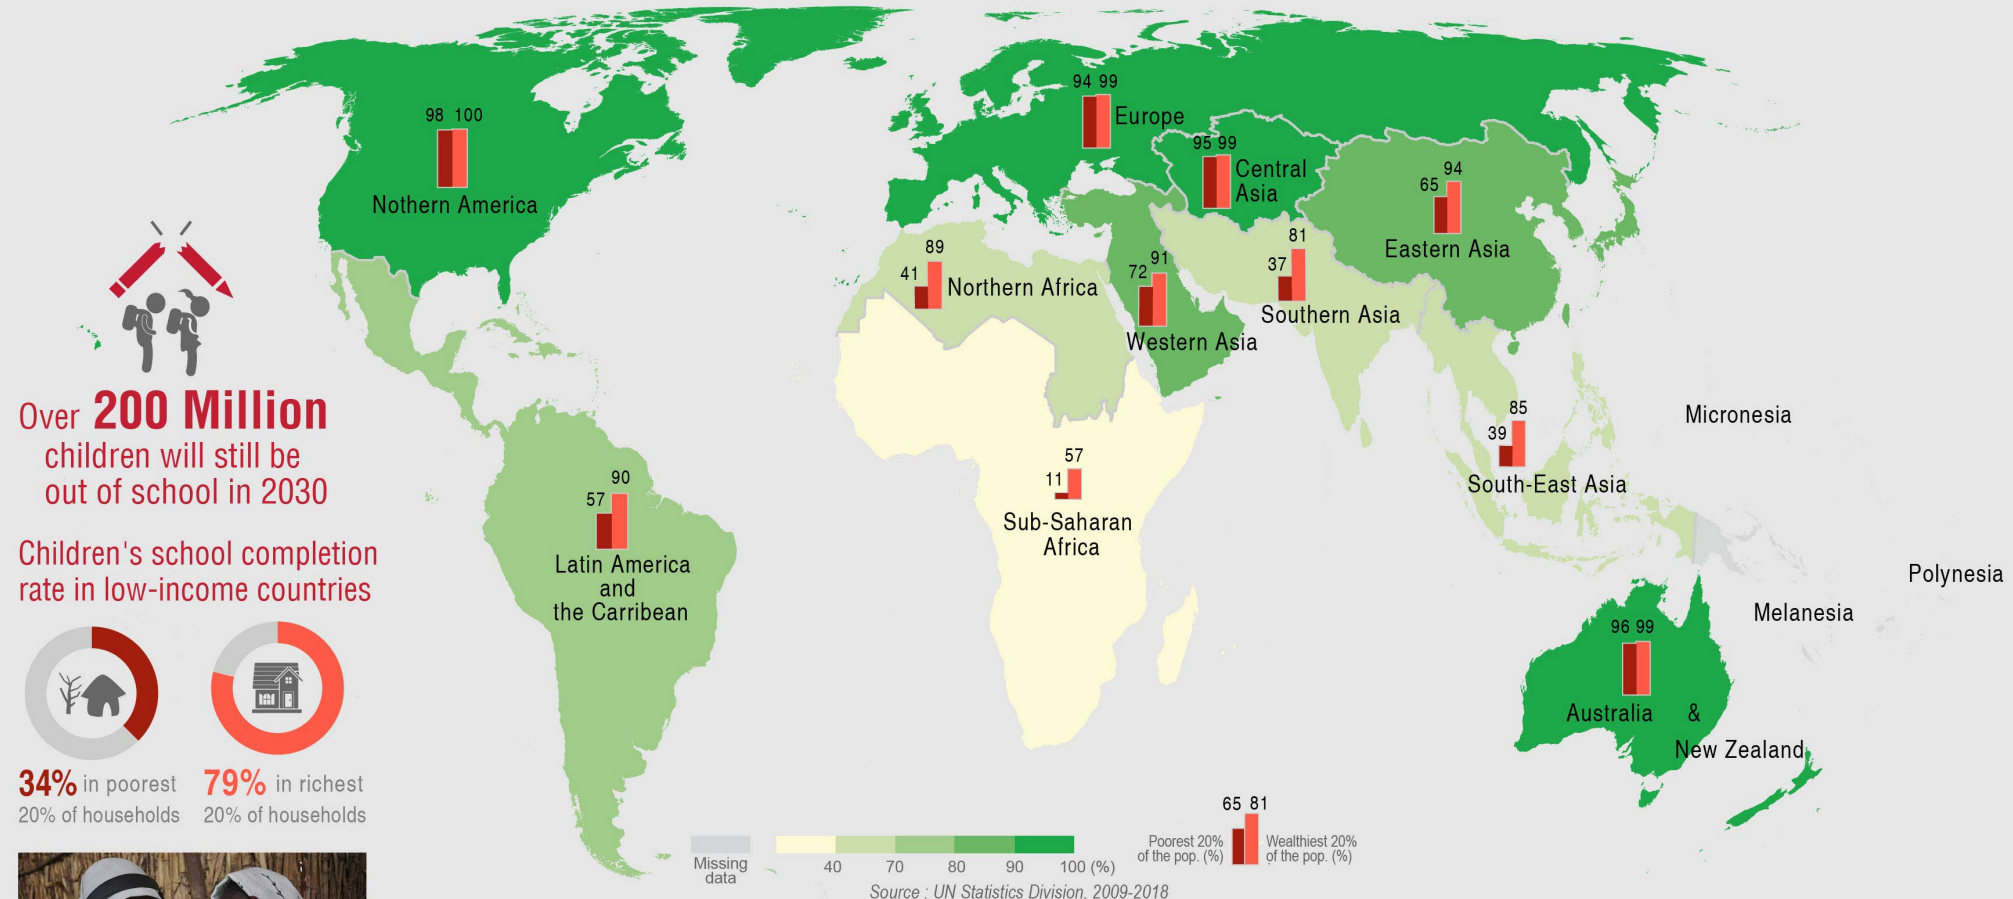 98 100
Nothern America
94 99
Europe
95 99
Central
Asia
65
94
Eastern Asia
41
89
Northern Africa
72
91
Western Asia
37
81
Southern Asia
39
85
South-East Asia
Micronesia
Polynesia
Melanesia
11
57
Sub-Saharan
Africa
57
90
Latin America
and
the Carribean
96 99
Australia &
New Zealand
Over 200 Million
children will still be
out of school in 2030
Children's school completion
rate in low-income countries
34% in poorest
20% of households
79% in richest
20% of households
Missing
data
40 70 80 90 100 (%)
65 81
Poorest 20%
of the pop. (%)
Wealthiest 20%
of the pop. (%)
Source : UN Statistics Division, 2009-2018